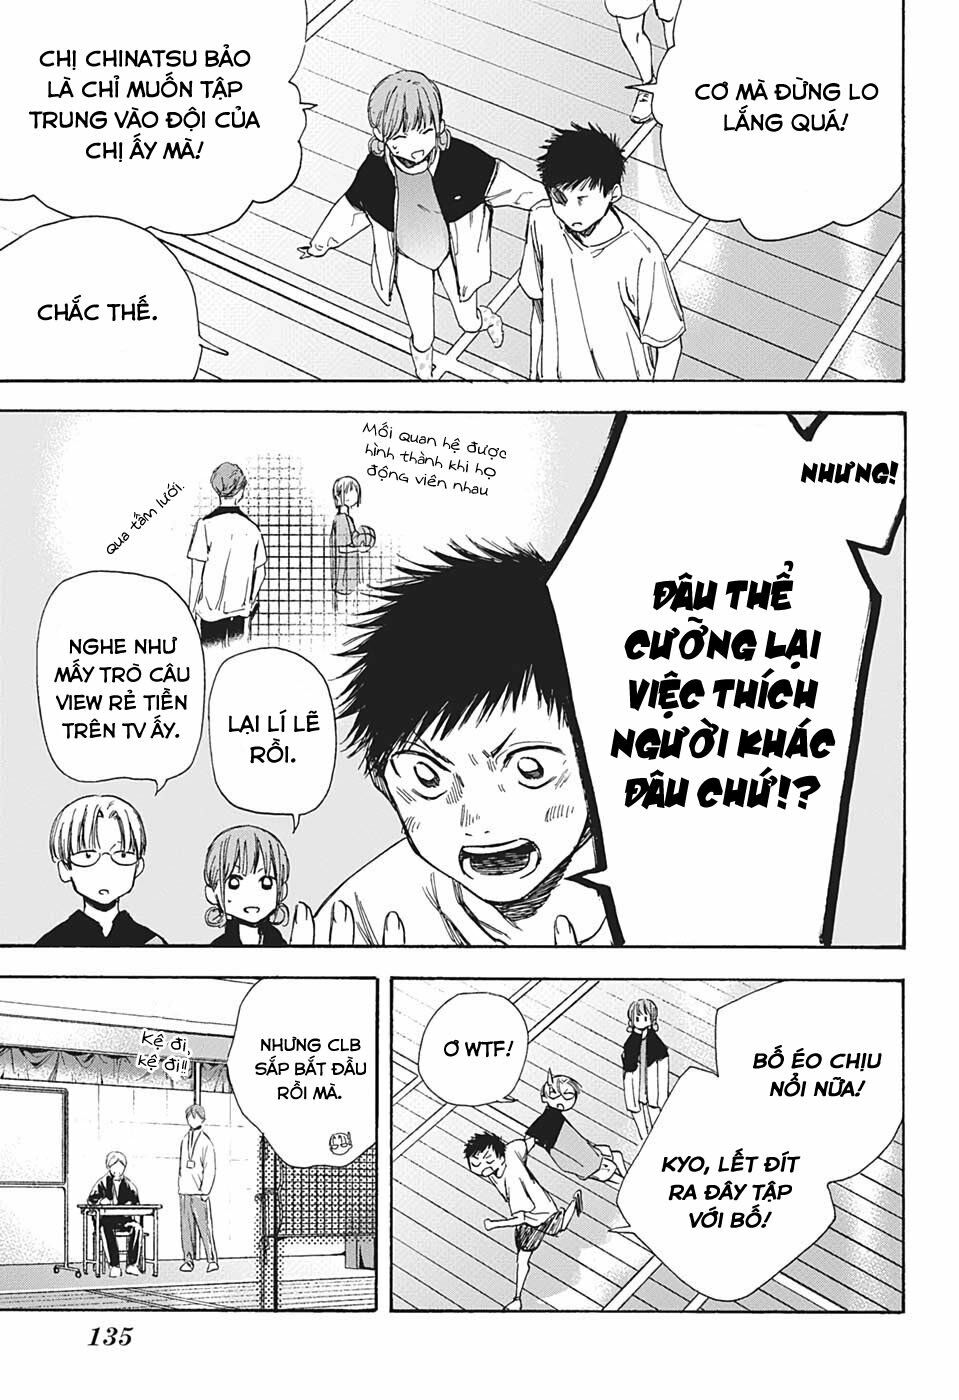 CƠ MÀ ĐỪNG LO
LẮNG QUÁ!
CHỊ CHINATSU BẢO
LÀ CHỈ MUỐN TẬP
TRUNG VÀO ĐỘI CỦA
CHỊ ẤY MÀ!
CHẮC THẾ.
NHƯNG!
ĐÂU THỂ
CƯỠNG LẠI
VIỆC THÍCH
NGƯỜI KHÁC
ĐÂU CHỨ!?
Mối quan hệ được
hình thành khi họ
động viên nhau
Qua tấm lưới.
LẠI LÍ LẼ
RỒI.
NGHE NHƯ
MẤY TRÒ CÂU
VIEW RẺ TIỀN
TRÊN TV ẤY.
BỐ ÉO CHỊU
NỔI NỮA!
KYO, LẾT ĐÍT
RA ĐÂY TẬP
VỚI BỐ!
Ơ WTF!
NHƯNG CLB
SẮP BẮT ĐẦU
RỒI MÀ.
Kệ đi,
kệ đi!!
135